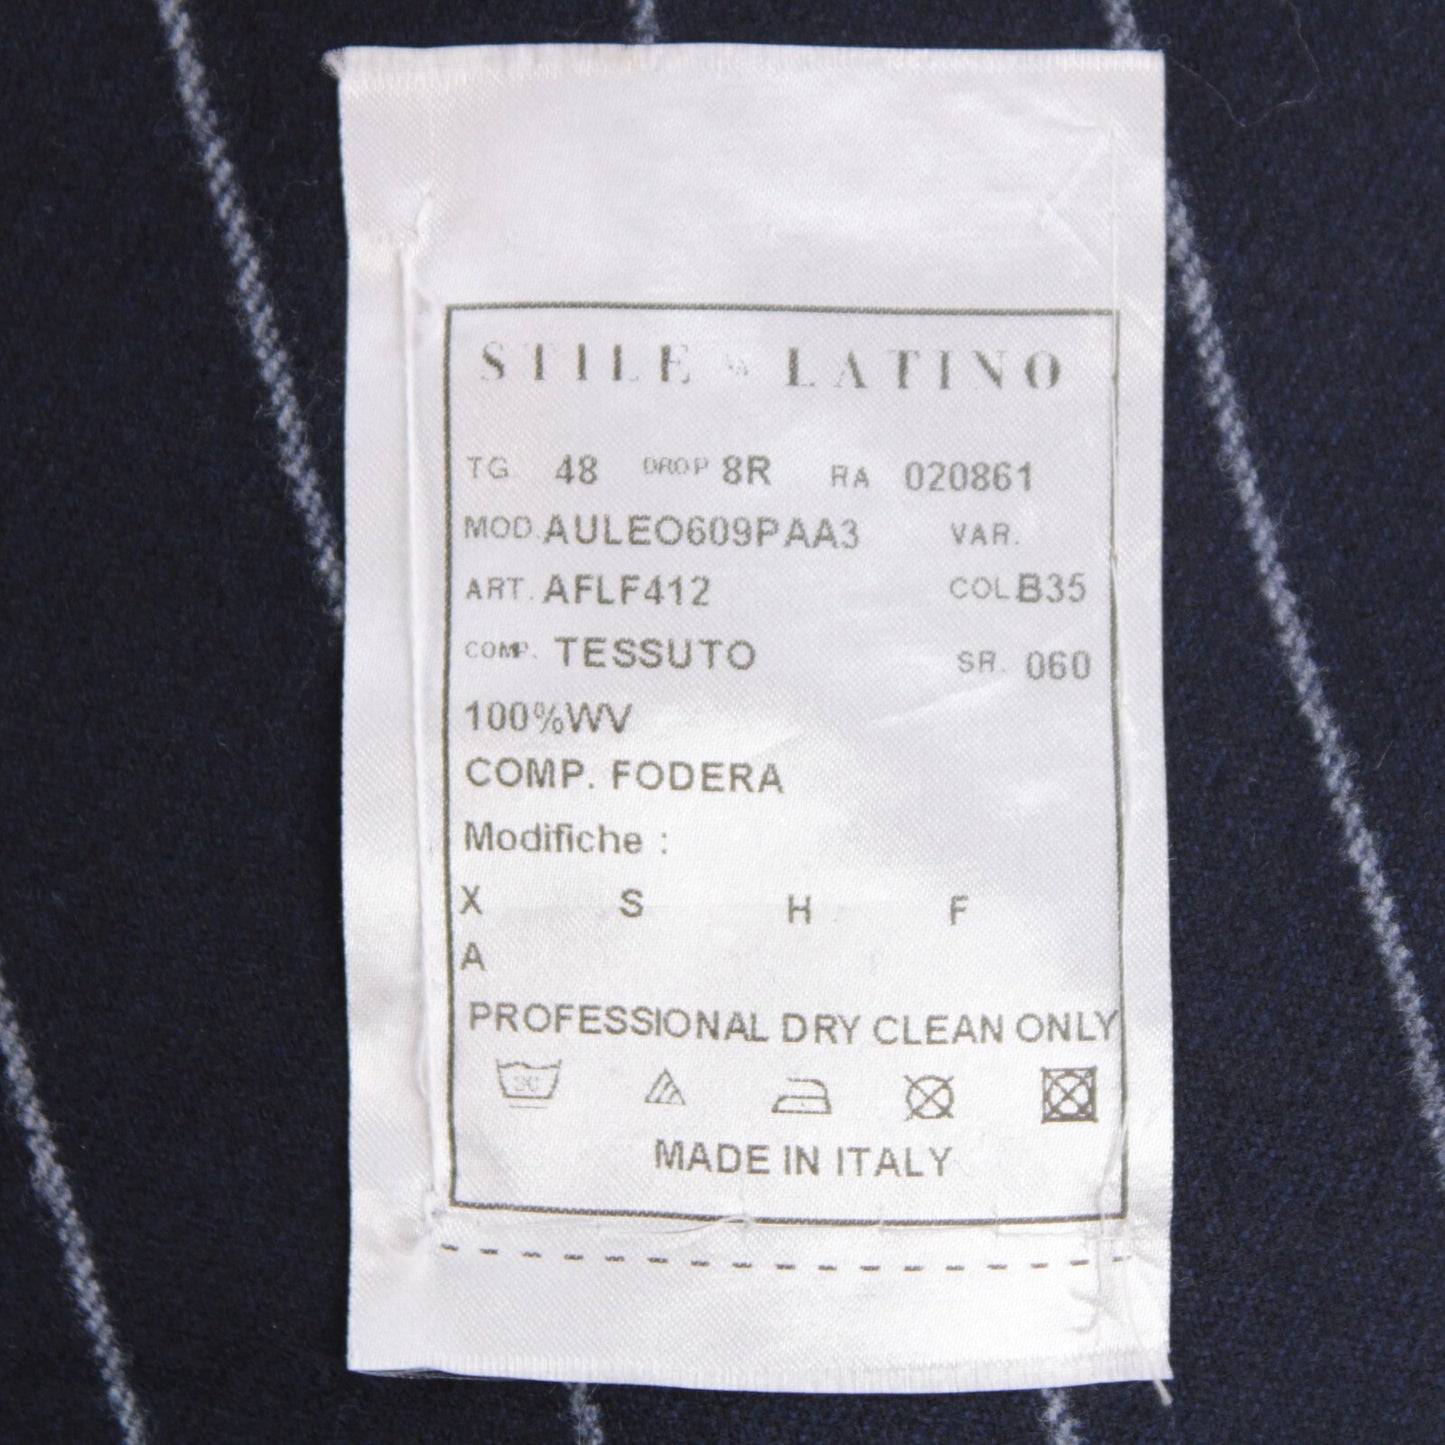 STILE LATINO
TG. 48 DROP 8R RA 020861
MOD. AULEO609PAA3 VAR.
ART. AFLF412 COL B35
COMP. TESSUTO SR. 060
100%WV
COMP. FODERA
Modifiche :
X S H F
A
PROFESSIONAL DRY CLEAN ONLY
MADE IN ITALY